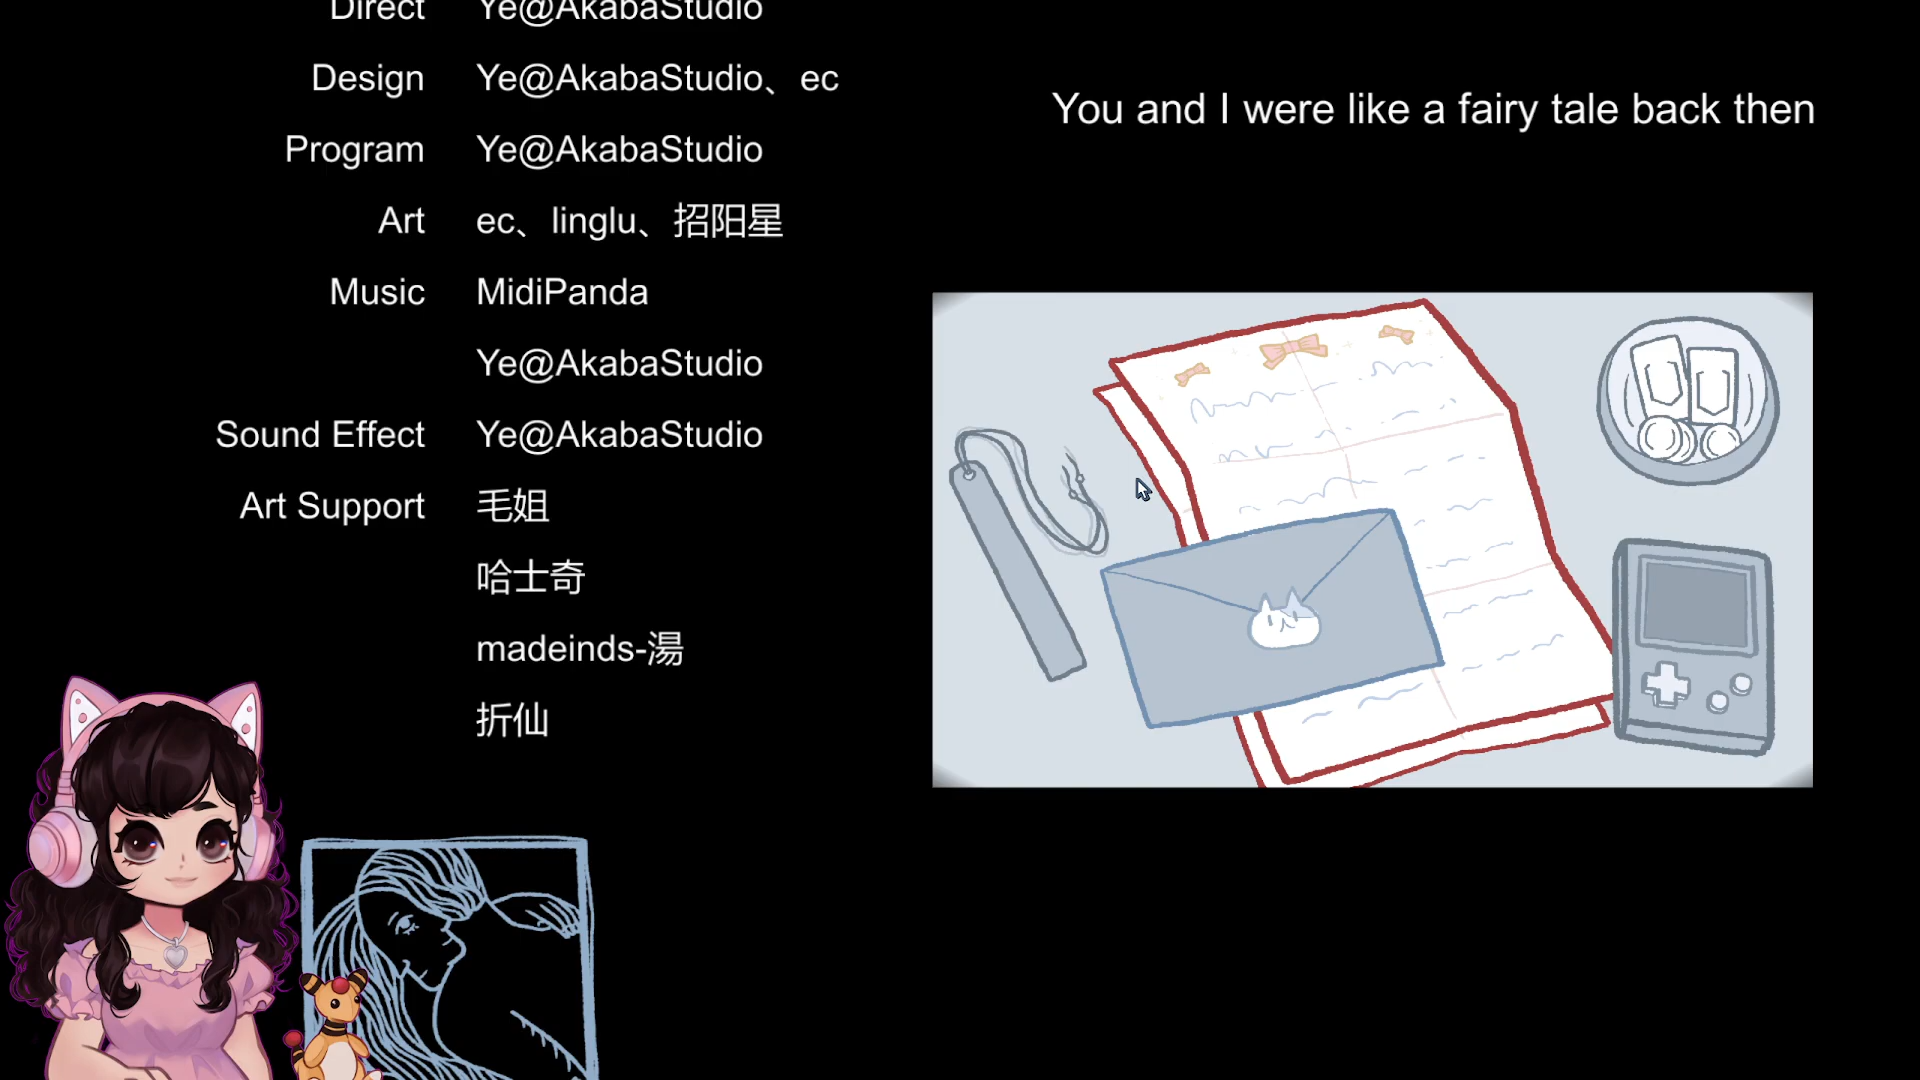 Direct Ye@AkabaStudio
Design Ye@AkabaStudio、ec
Program Ye@AkabaStudio
Art ec、linglu、招阳星
Music MidiPanda
Ye@AkabaStudio
Sound Effect Ye@AkabaStudio
Art Support 毛姐
哈士奇
madeinds-湯
折仙
You and I were like a fairy tale back then